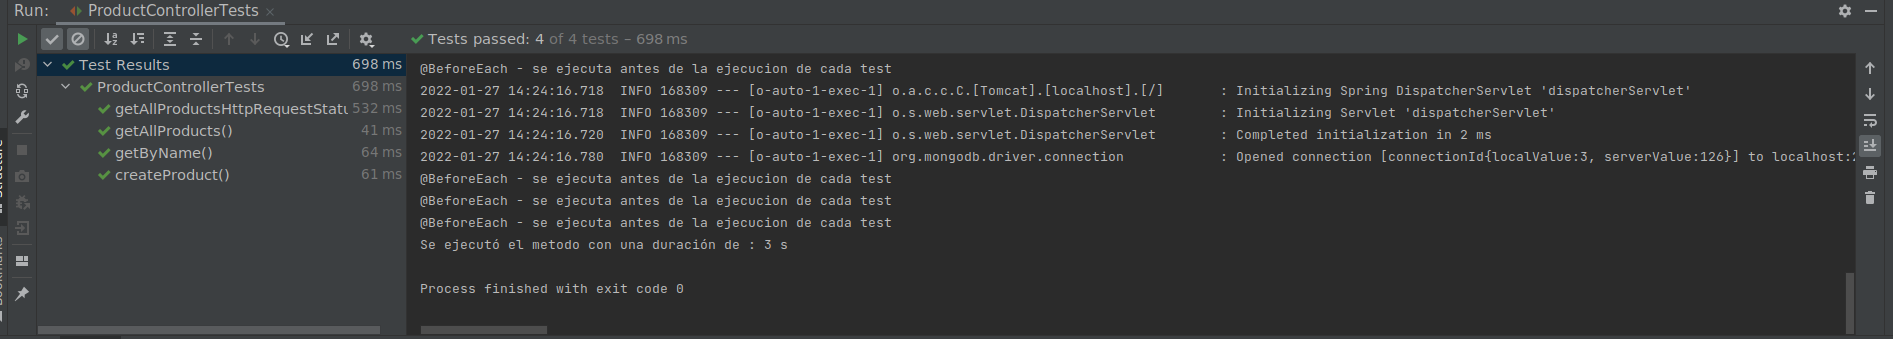 Run: ProductControllerTests
Tests passed: 4 of 4 tests – 698 ms
Test Results 698 ms
ProductControllerTests 698 ms
getAllProductsHttpRequestStatu 532 ms
getAllProducts() 41 ms
getByName() 64 ms
createProduct() 61 ms
@BeforeEach - se ejecuta antes de la ejecucion de cada test
2022-01-27 14:24:16.718  INFO 168309 --- [o-auto-1-exec-1] o.a.c.c.C.[Tomcat].[localhost].[/]       : Initializing Spring DispatcherServlet 'dispatcherServlet'
2022-01-27 14:24:16.718  INFO 168309 --- [o-auto-1-exec-1] o.s.web.servlet.DispatcherServlet        : Initializing Servlet 'dispatcherServlet'
2022-01-27 14:24:16.720  INFO 168309 --- [o-auto-1-exec-1] o.s.web.servlet.DispatcherServlet        : Completed initialization in 2 ms
2022-01-27 14:24:16.780  INFO 168309 --- [o-auto-1-exec-1] org.mongodb.driver.connection            : Opened connection [connectionId{localValue:3, serverValue:126}] to localhost:2
@BeforeEach - se ejecuta antes de la ejecucion de cada test
@BeforeEach - se ejecuta antes de la ejecucion de cada test
@BeforeEach - se ejecuta antes de la ejecucion de cada test
Se ejecutó el metodo con una duración de : 3 s
Process finished with exit code 0